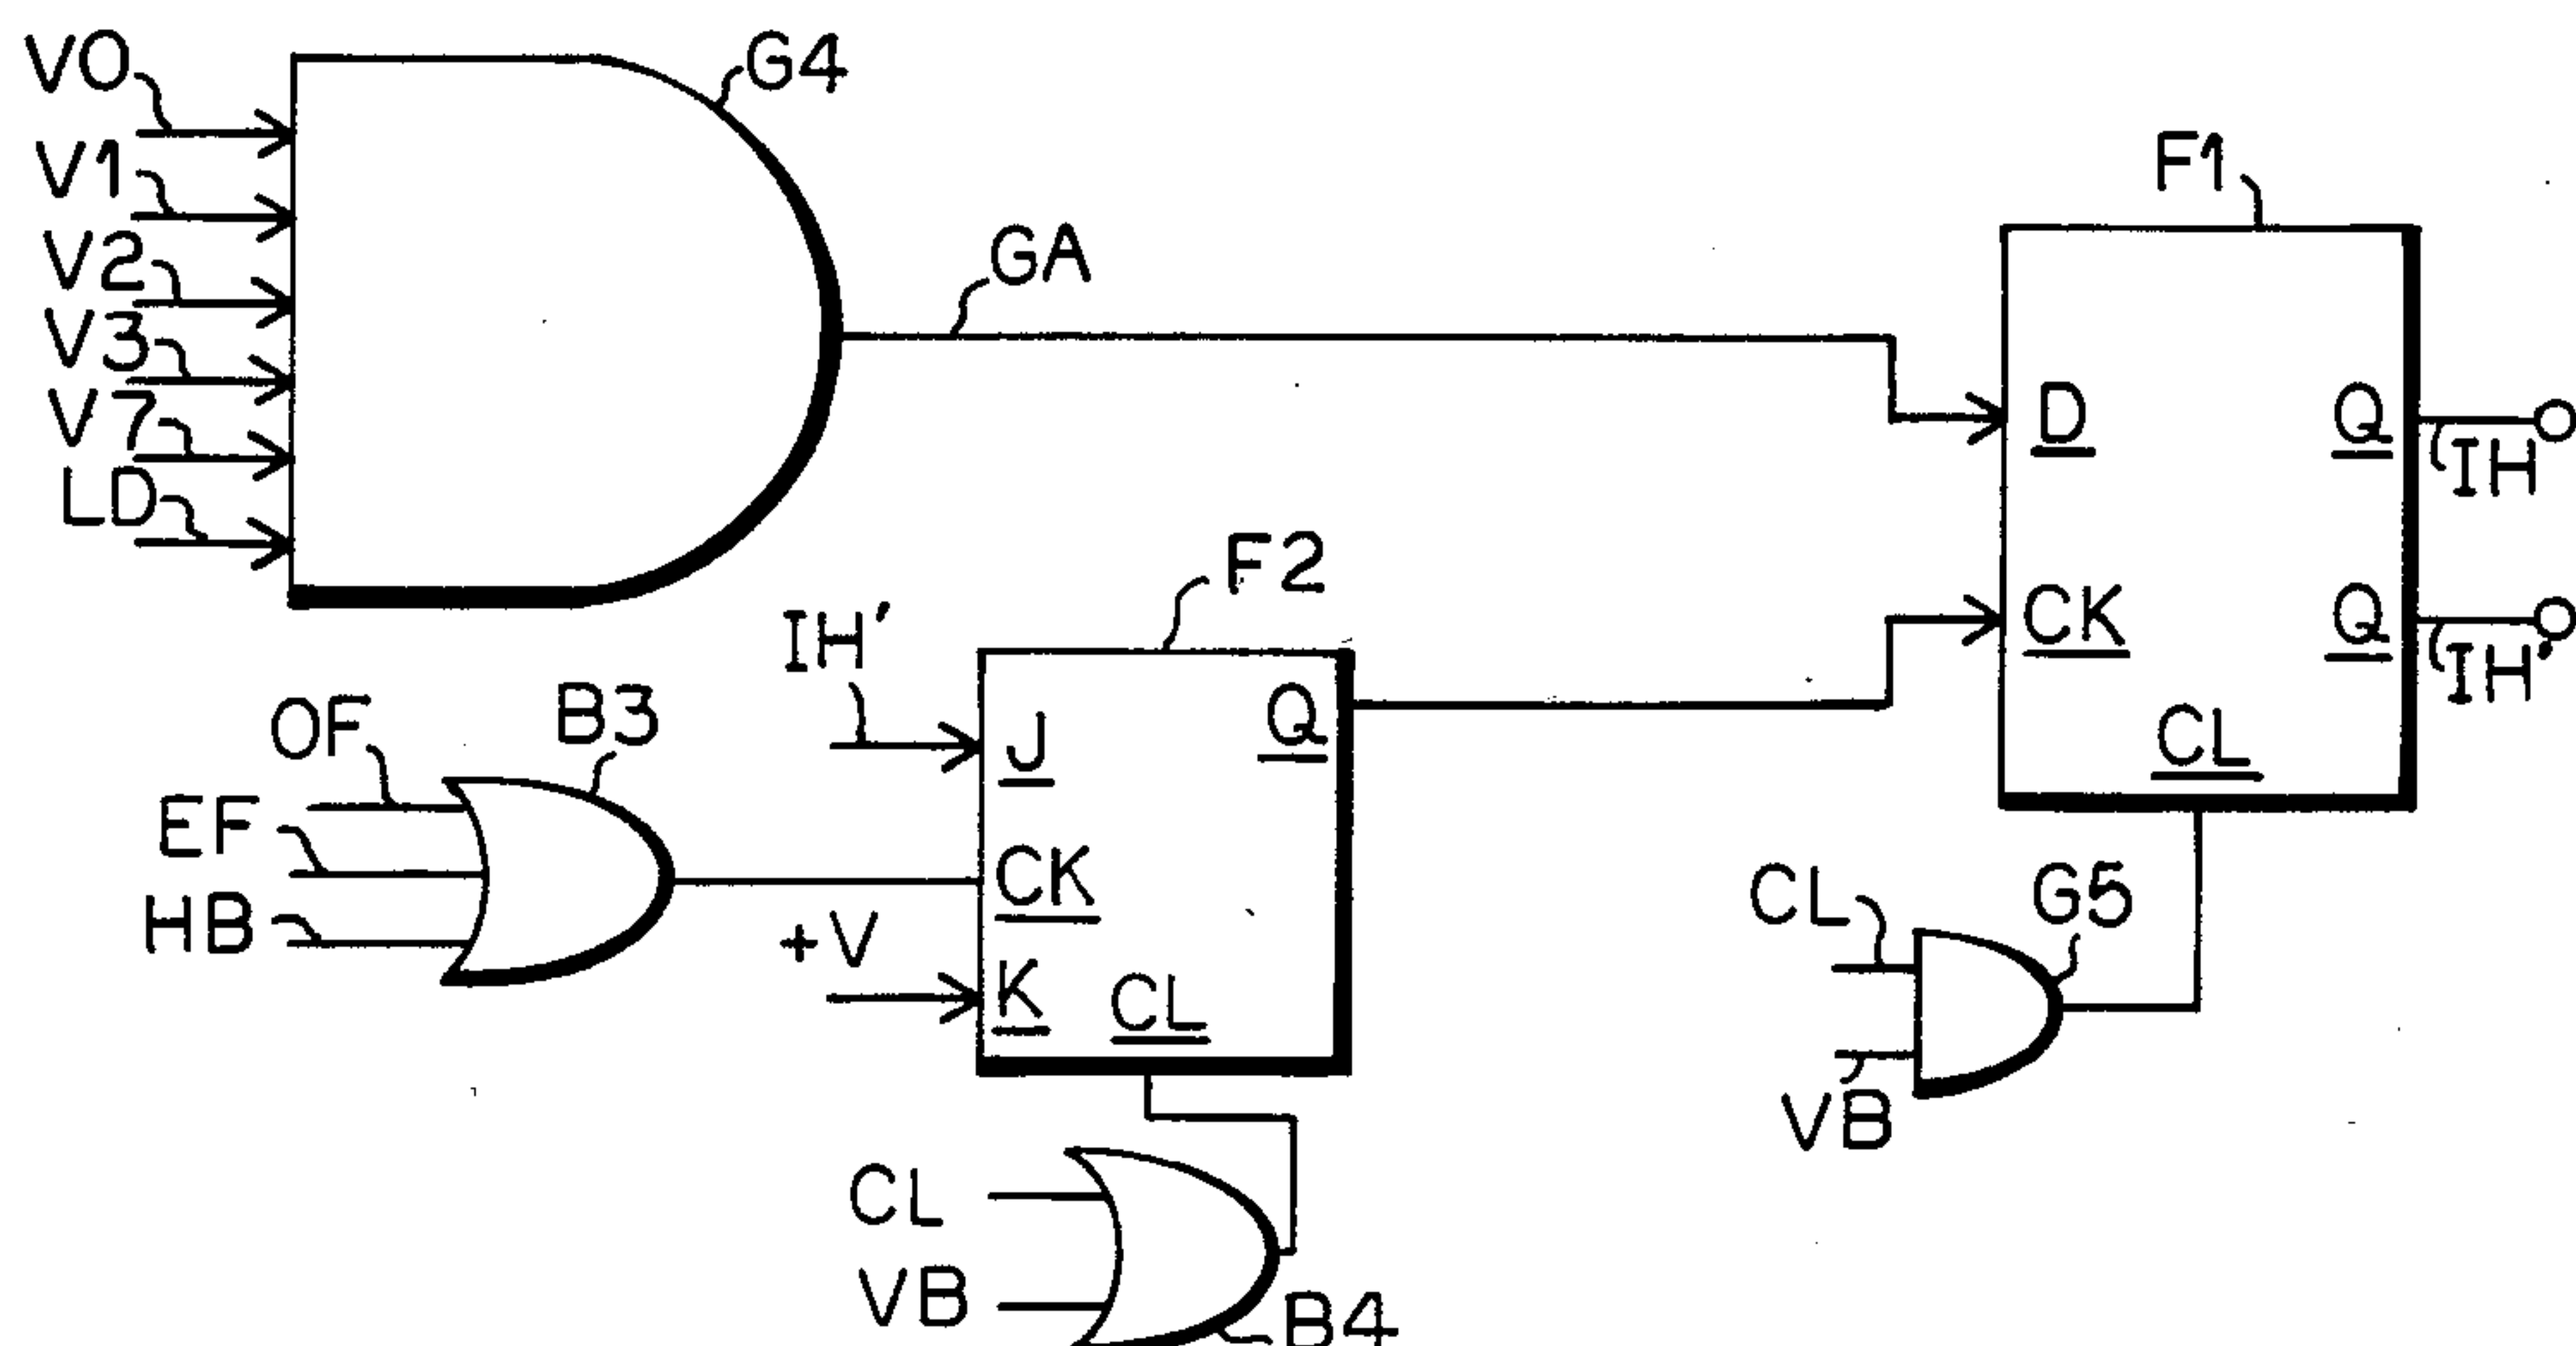 V0
G4
V1
V2
V3
V7
LD
GA
F1
D
Q
IH
CK
Q
IH'
CL
F2
IH'
J
Q
CK
+V
K
CL
OF
B3
EF
HB
CL
G5
VB
CL
VB
B4